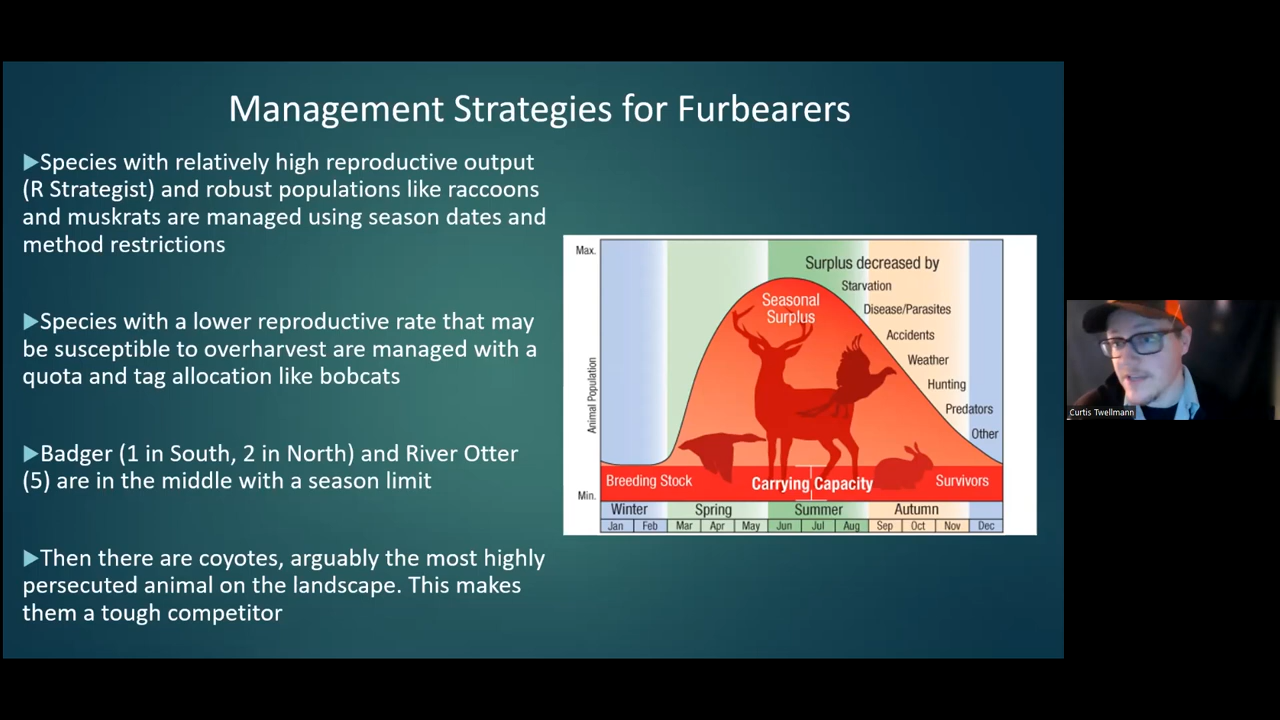 Management Strategies for Furbearers
▶Species with relatively high reproductive output
(R Strategist) and robust populations like raccoons
and muskrats are managed using season dates and
method restrictions
▶Species with a lower reproductive rate that may
be susceptible to overharvest are managed with a
quota and tag allocation like bobcats
▶Badger (1 in South, 2 in North) and River Otter
(5) are in the middle with a season limit
▶Then there are coyotes, arguably the most highly
persecuted animal on the landscape. This makes
them a tough competitor
Max.
Surplus decreased by
Seasonal
Surplus
Starvation
Disease/Parasites
Accidents
Weather
Hunting
Predators
Other
Animal Population
Breeding Stock
Carrying Capacity
Survivors
Min.
Winter Spring Summer Autumn
Jan Feb Mar Apr May Jun Jul Aug Sep Oct Nov Dec
Curtis Twellmann